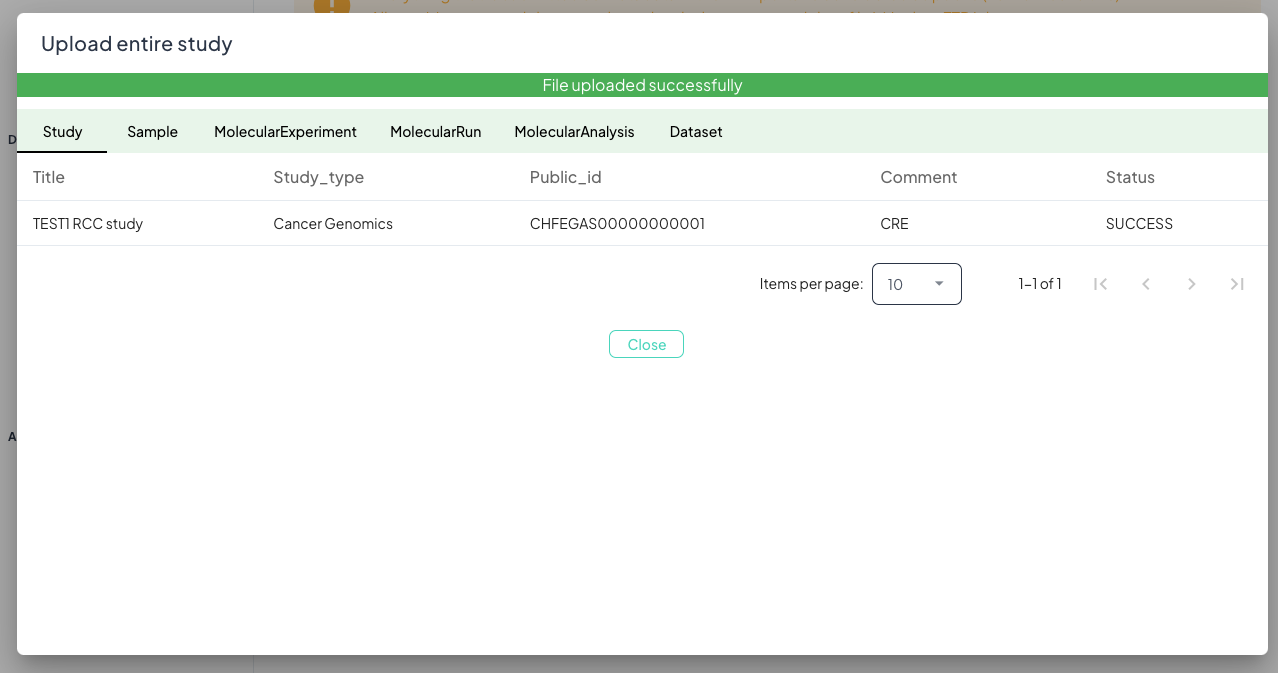 Upload entire study
File uploaded successfully
Study Sample MolecularExperiment MolecularRun MolecularAnalysis Dataset
Title Study_type Public_id Comment Status
TEST1 RCC study Cancer Genomics CHFEGAS00000000001 CRE SUCCESS
Items per page: 10 1–1 of 1
Close
D
A